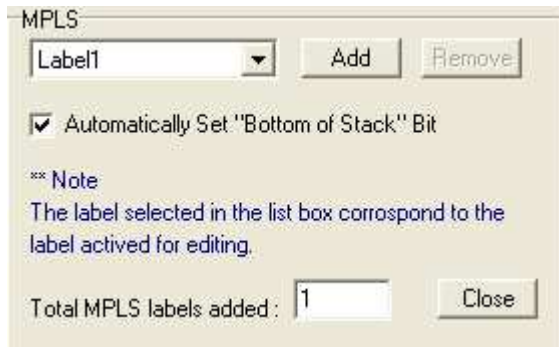 MPLS
Label1 Add Remove
Automatically Set "Bottom of Stack" Bit
** Note
The label selected in the list box corrospond to the
label actived for editing.
Total MPLS labels added : 1 Close